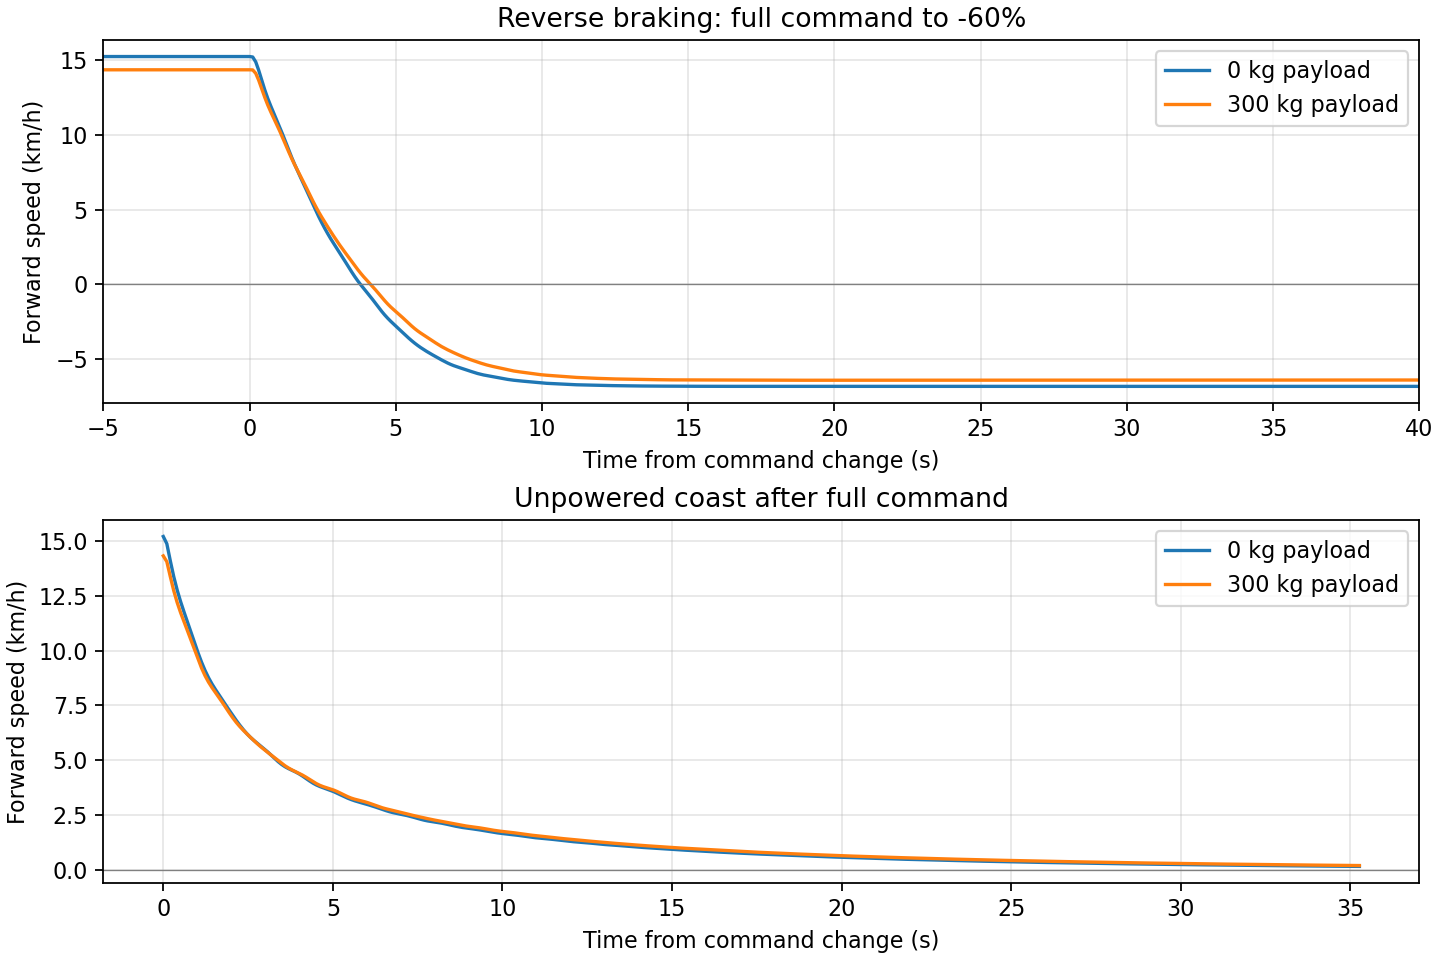 Reverse braking: full command to -60%
Forward speed (km/h)
15
10
5
0
−5
0 kg payload
300 kg payload
−5 0 5 10 15 20 25 30 35 40
Time from command change (s)
Unpowered coast after full command
Forward speed (km/h)
15.0
12.5
10.0
7.5
5.0
2.5
0.0
0 kg payload
300 kg payload
0 5 10 15 20 25 30 35
Time from command change (s)